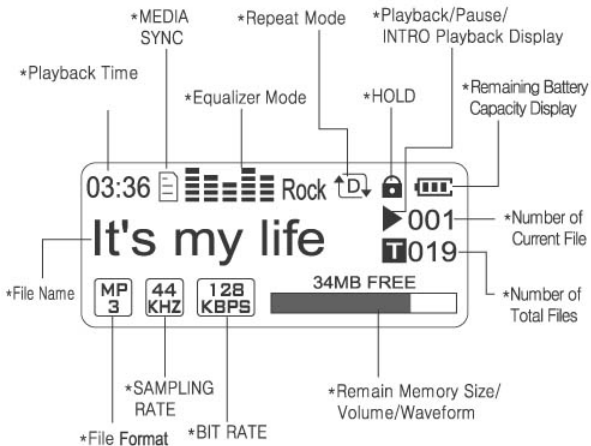 *MEDIA
SYNC
*Repeat Mode
*Playback/Pause/
INTRO Playback Display
*Playback Time
*Equalizer Mode
*HOLD
*Remaining Battery
Capacity Display
03:36
Rock
D
It's my life
001
T019
*Number of
Current File
*File Name
MP
3
44
KHZ
128
KBPS
34MB FREE
*Number of
Total Files
*SAMPLING
RATE
*Remain Memory Size/
Volume/Waveform
*File Format
*BIT RATE